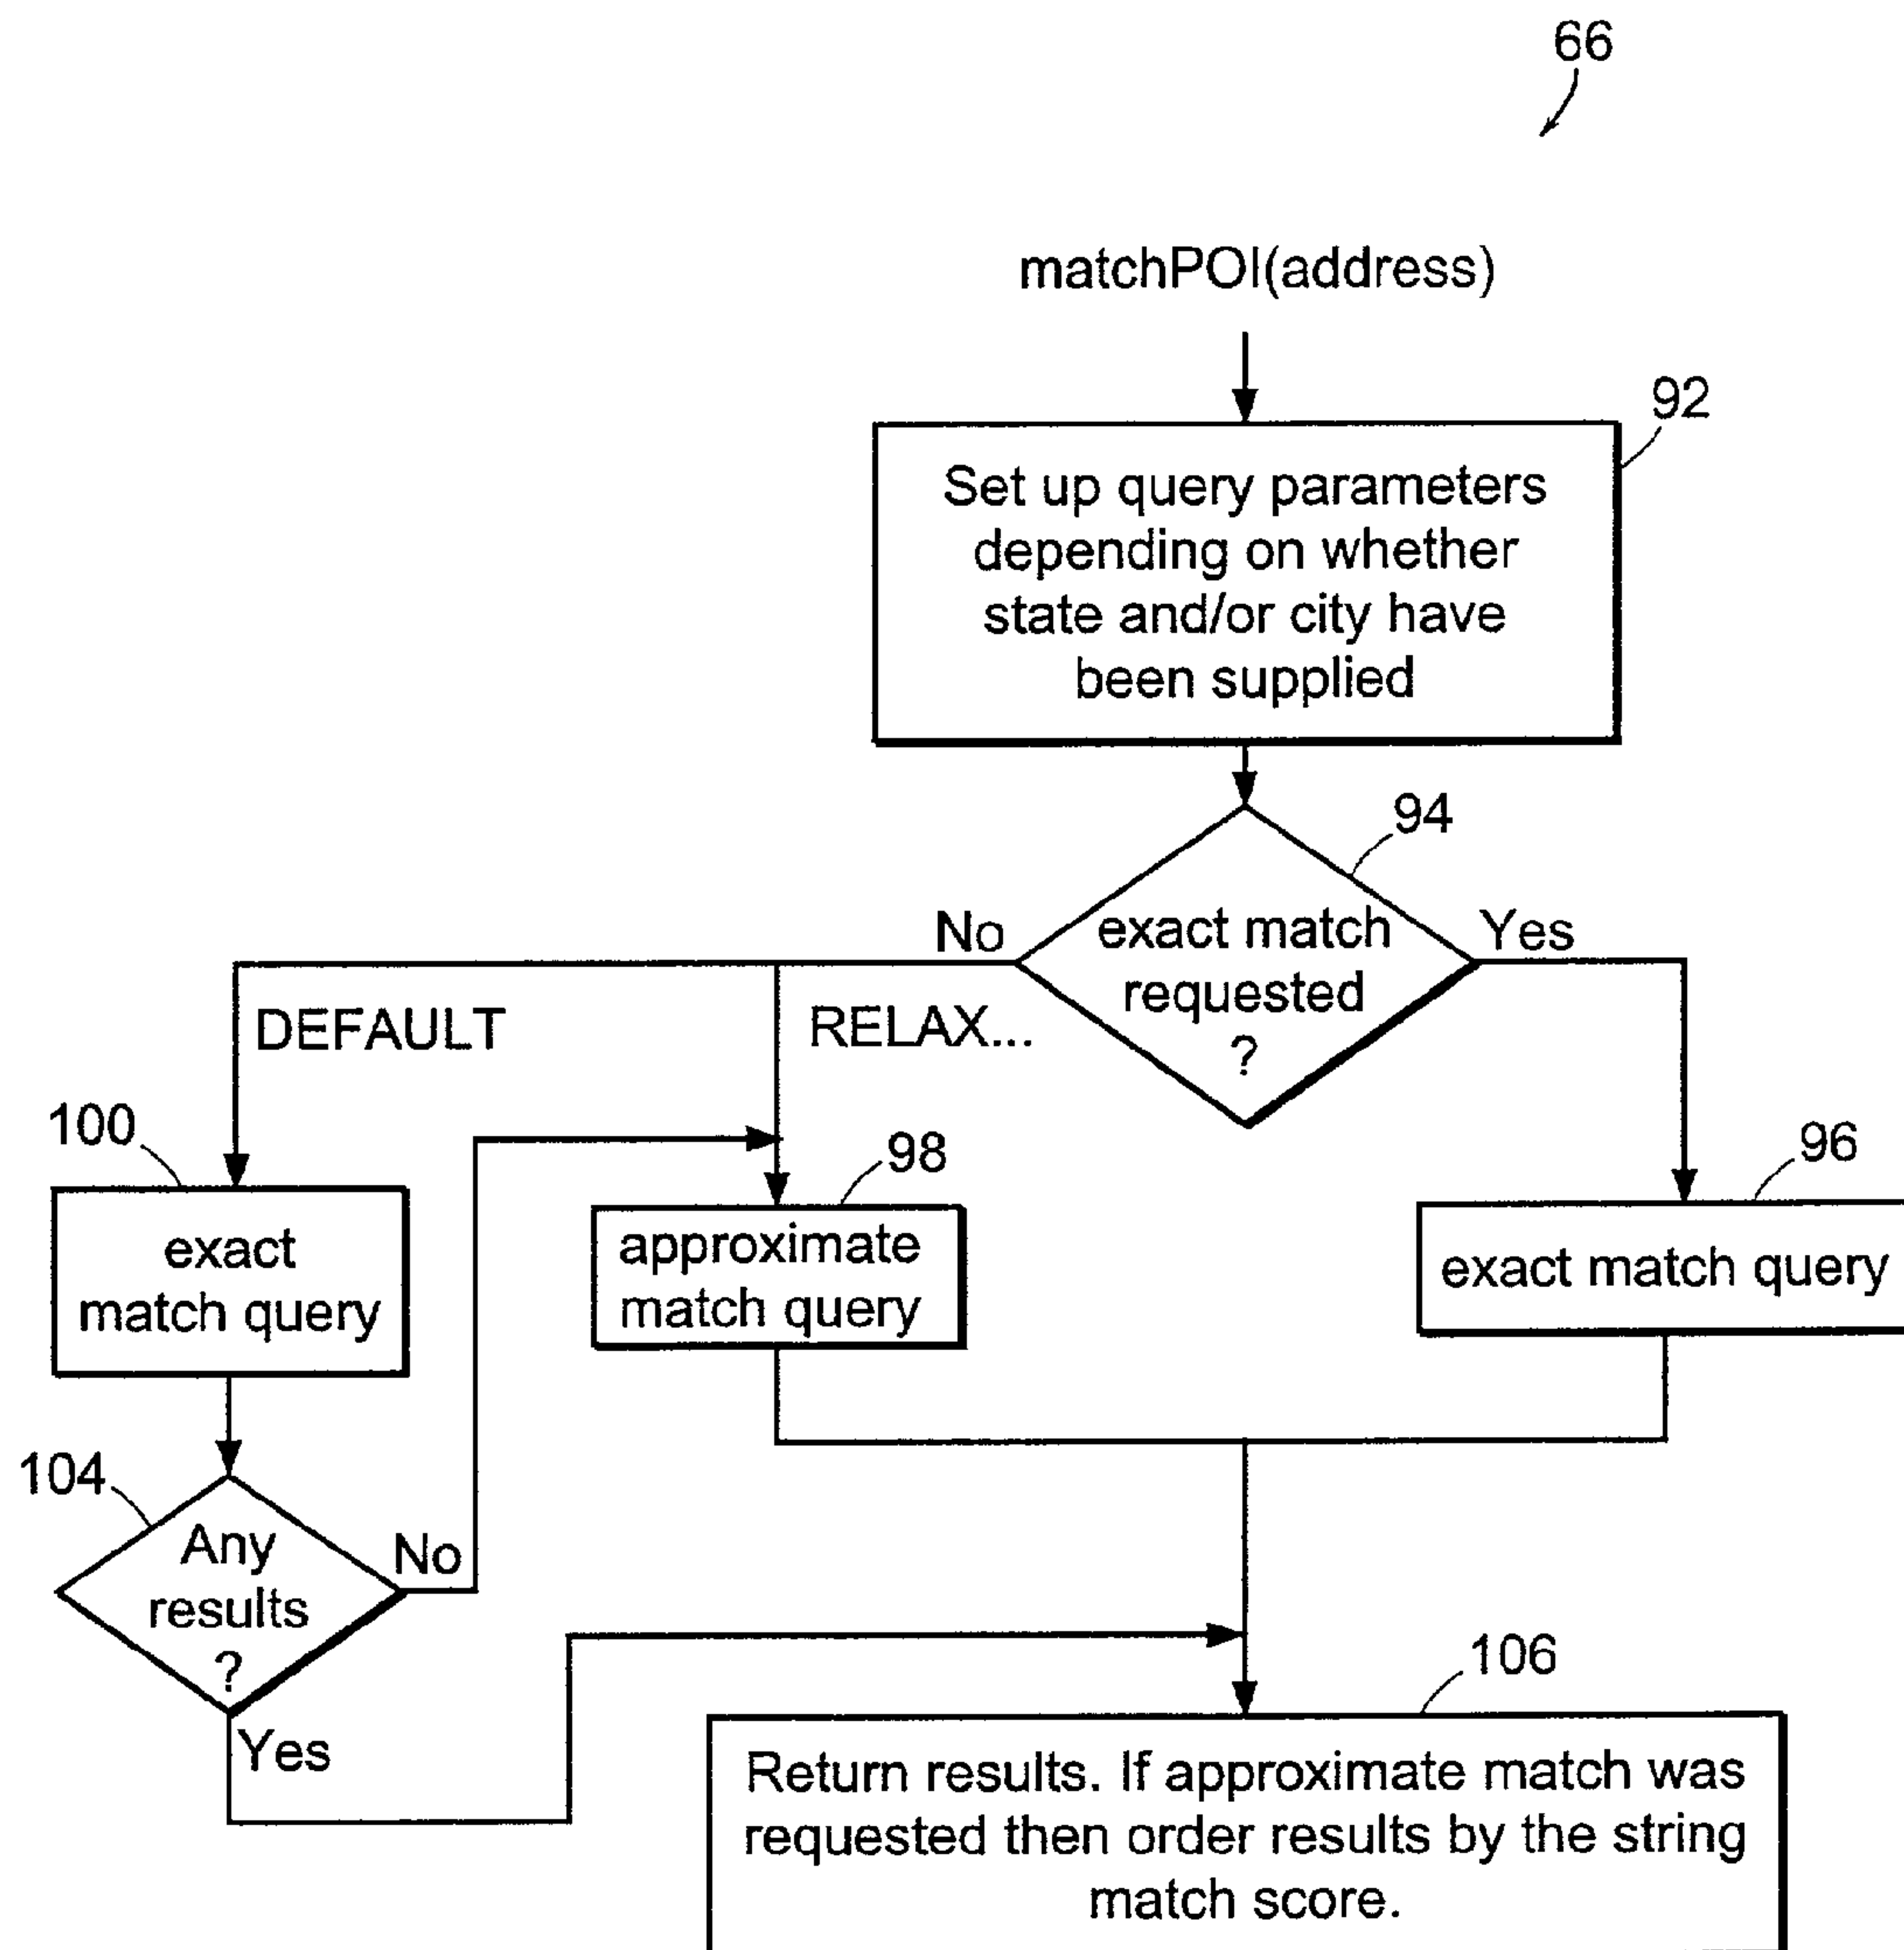 66
matchPOI(address)
92
Set up query parameters
depending on whether
state and/or city have
been supplied
94
No
exact match
requested
?
Yes
DEFAULT
RELAX...
100
98
96
exact
match query
approximate
match query
exact match query
104
Any
results
?
No
Yes
106
Return results. If approximate match was
requested then order results by the string
match score.